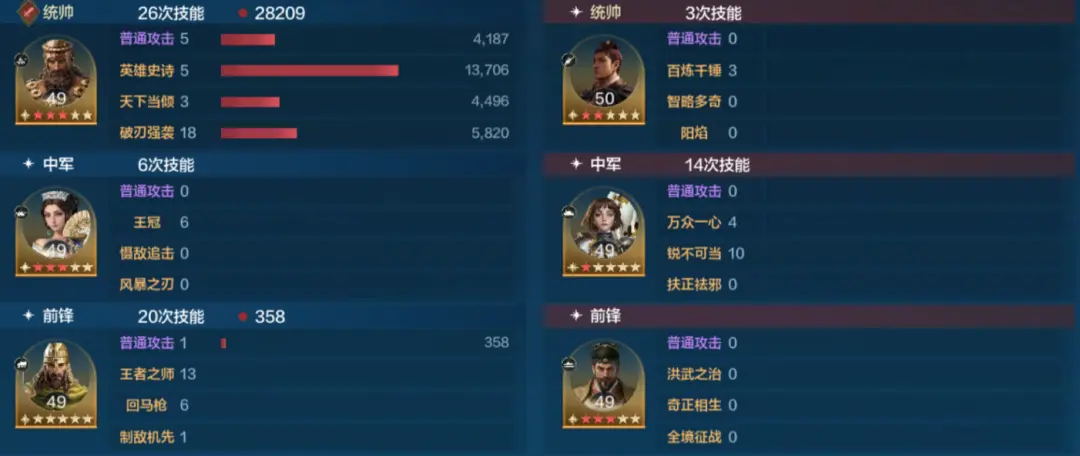 统帅 26次技能 28209
普通攻击 5 4,187
英雄史诗 5 13,706
天下当倾 3 4,496
破刃强袭 18 5,820
49
中军 6次技能
普通攻击 0
王冠 6
慑敌追击 0
风暴之刃 0
49
前锋 20次技能 358
普通攻击 1 358
王者之师 13
回马枪 6
制敌机先 1
49
统帅 3次技能
普通攻击 0
百炼千锤 3
智略多奇 0
阳焰 0
50
中军 14次技能
普通攻击 0
万众一心 4
锐不可当 10
扶正祛邪 0
49
前锋
普通攻击 0
洪武之治 0
奇正相生 0
全境征战 0
49